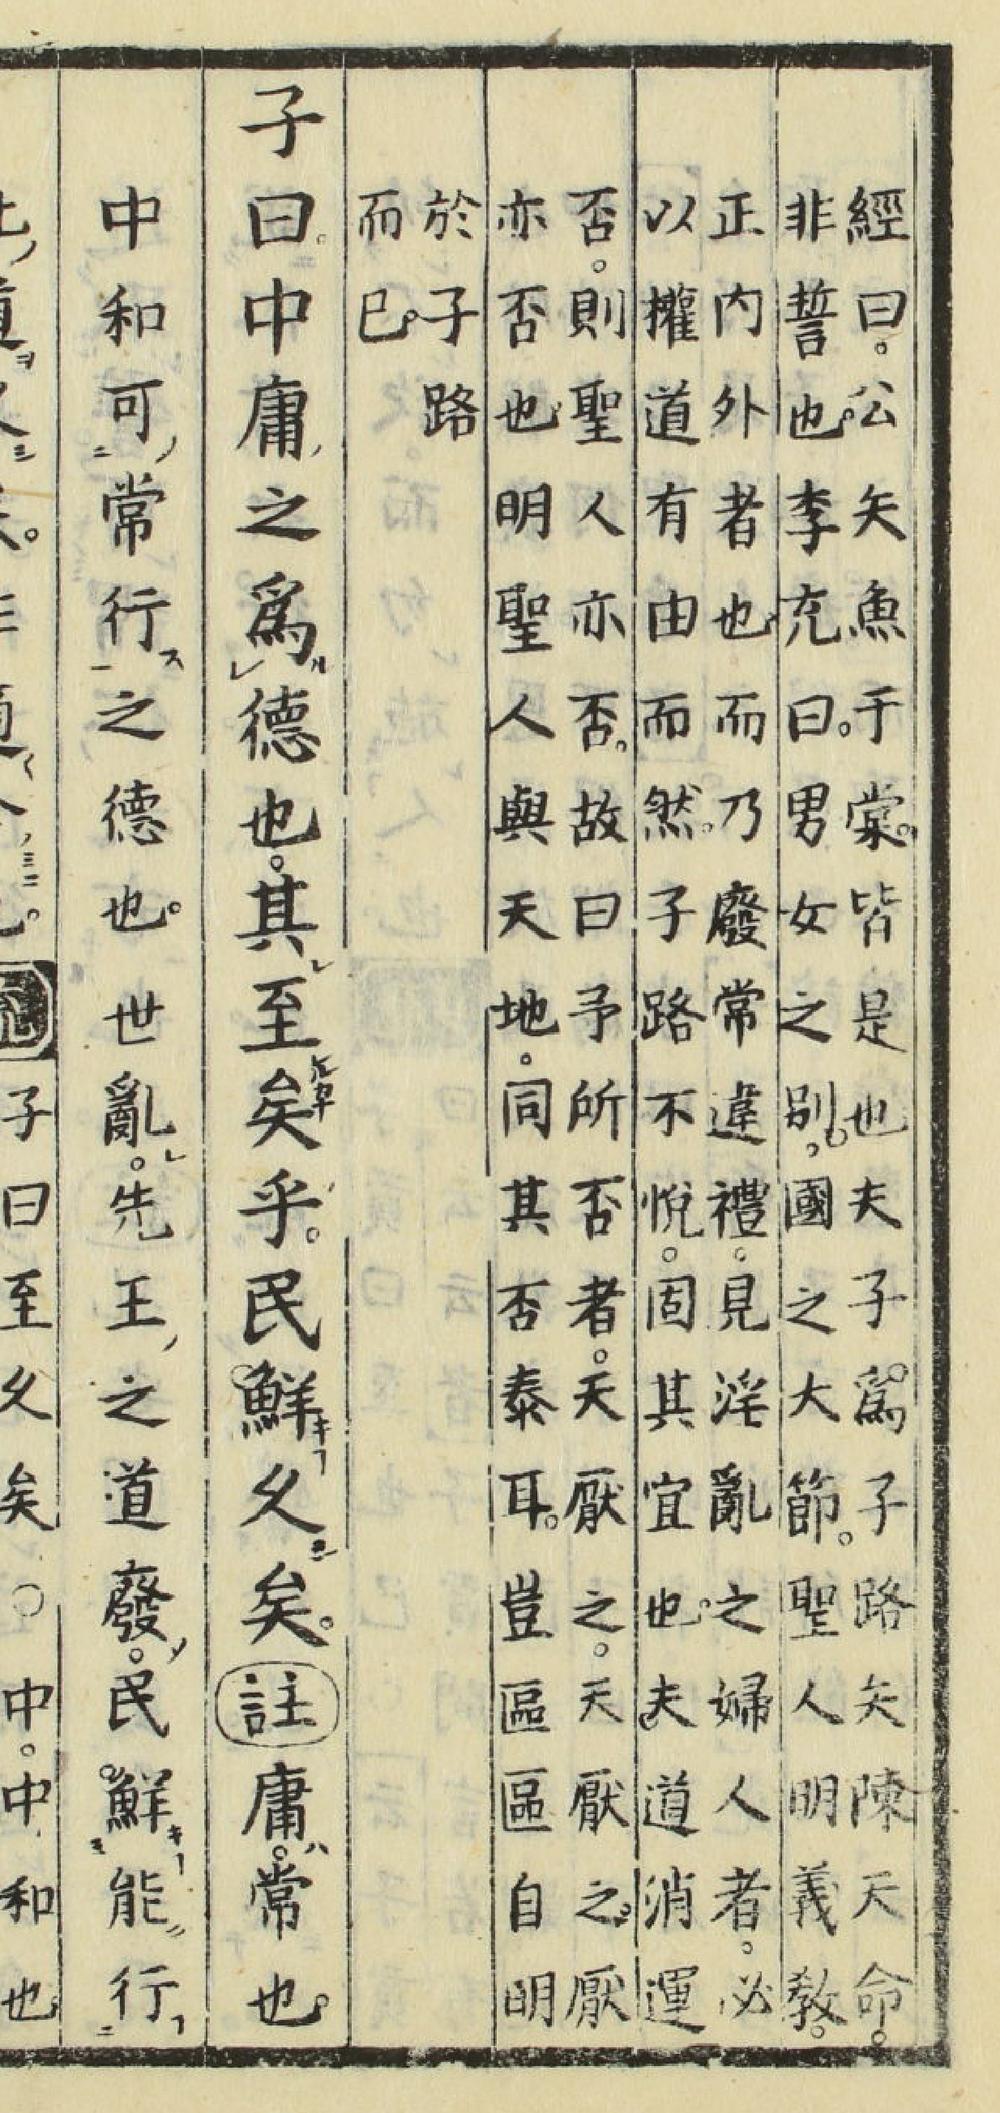 經曰。公矢魚于棠。皆是也夫子爲子路矢陳天命。
非誓也。李充曰。男女之別。國之大節。聖人明義教。
正内外者也。而乃廢常違禮。見淫亂之婦人者。必
以權道有由而然。子路不悅。固其宜也。夫道消運
否。則聖人亦否。故曰予所否者。天厭之。天厭之。厭
亦否也。明聖人與天地。同其否泰耳。豈區區自明
於子路
而已。
子曰。中庸之爲德也。其至矣乎。民鮮久矣。註庸。常也。
中和可常行之德也。世亂。先王之道廢。民鮮能行
子曰至久矣○中。中和也